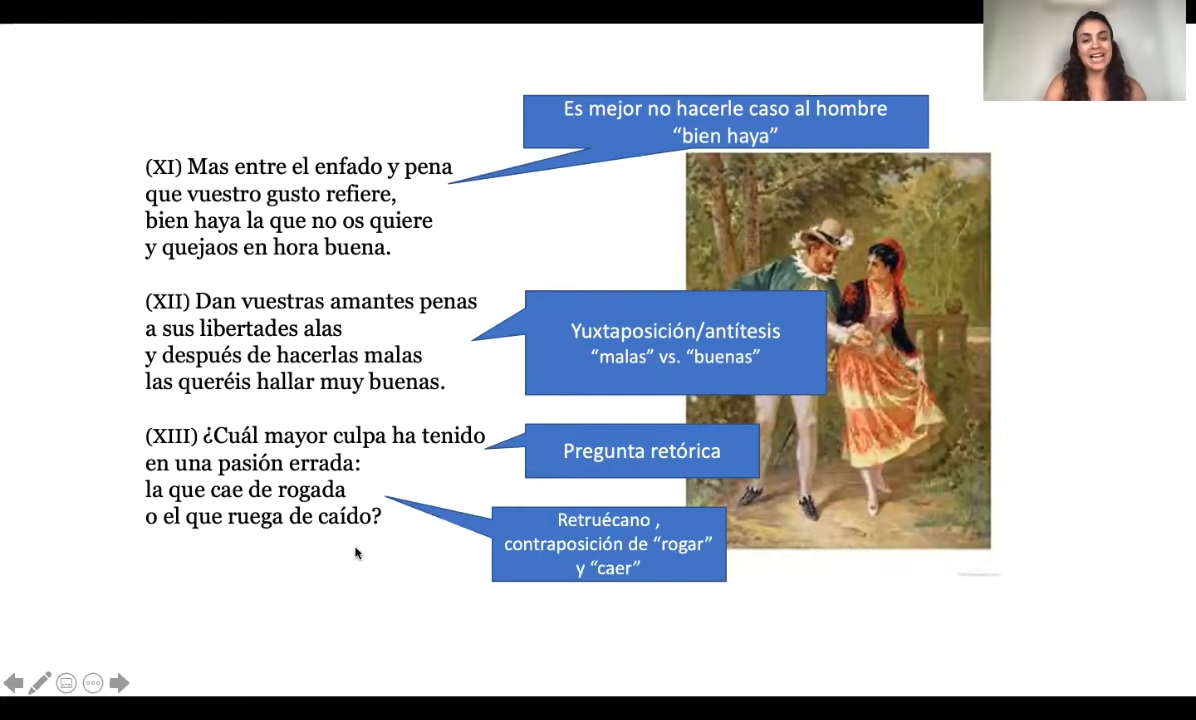 Es mejor no hacerle caso al hombre
“bien haya”
(XI) Mas entre el enfado y pena
que vuestro gusto refiere,
bien haya la que no os quiere
y quejaos en hora buena.
(XII) Dan vuestras amantes penas
a sus libertades alas
y después de hacerlas malas
las queréis hallar muy buenas.
Yuxtaposición/antítesis
“malas” vs. “buenas”
(XIII) ¿Cuál mayor culpa ha tenido
en una pasión errada:
la que cae de rogada
o el que ruega de caído?
Pregunta retórica
Retruécano ,
contraposición de “rogar”
y “caer”